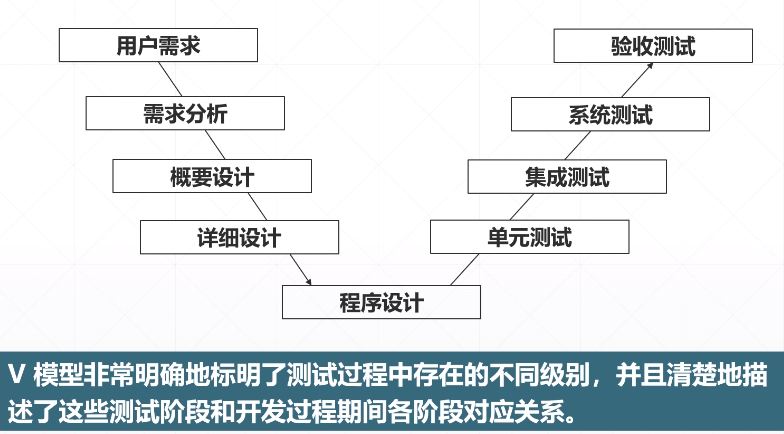 用户需求
验收测试
需求分析
系统测试
概要设计
集成测试
详细设计
单元测试
程序设计
V 模型非常明确地标明了测试过程中存在的不同级别，并且清楚地描
述了这些测试阶段和开发过程期间各阶段对应关系。